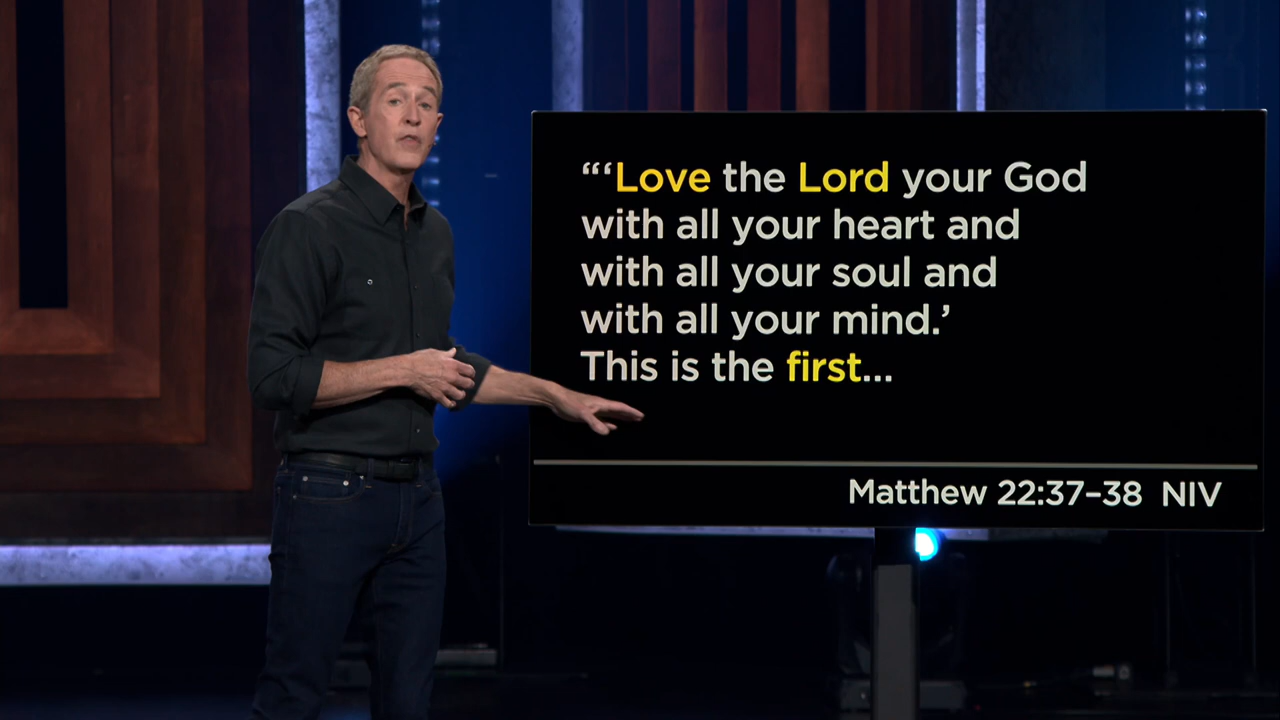 “‘Love the Lord your God
with all your heart and
with all your soul and
with all your mind.’
This is the first...
Matthew 22:37–38 NIV